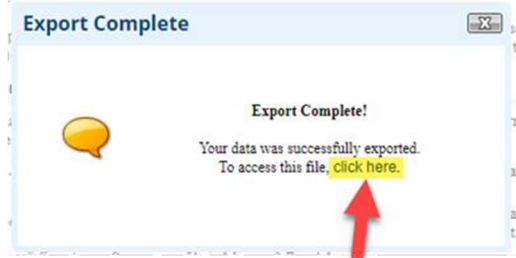 Export Complete
X
Export Complete!
Your data was successfully exported.
To access this file, click here.